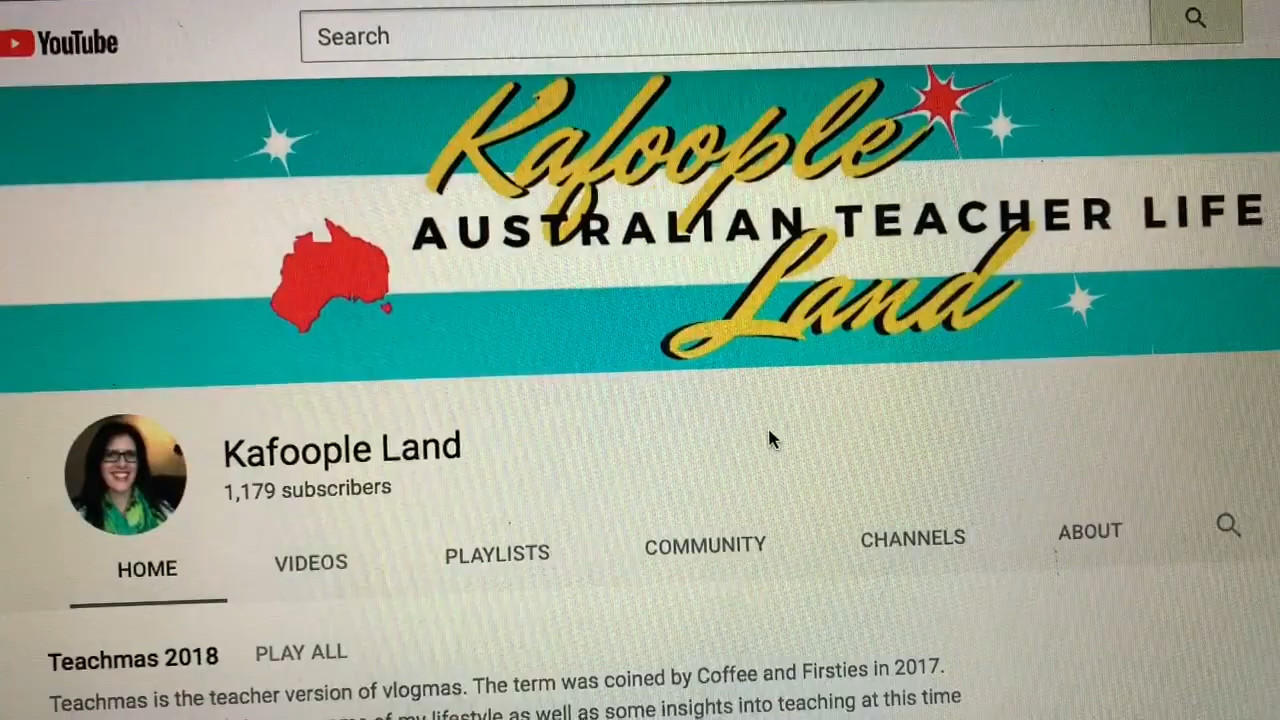 YouTube
Search
Kafoople
AUSTRALIAN TEACHER LIFE
Land
Kafoople Land
1,179 subscribers
HOME VIDEOS PLAYLISTS COMMUNITY CHANNELS ABOUT
Teachmas 2018 PLAY ALL
Teachmas is the teacher version of vlogmas. The term was coined by Coffee and Firsties in 2017.
of my lifestyle as well as some insights into teaching at this time